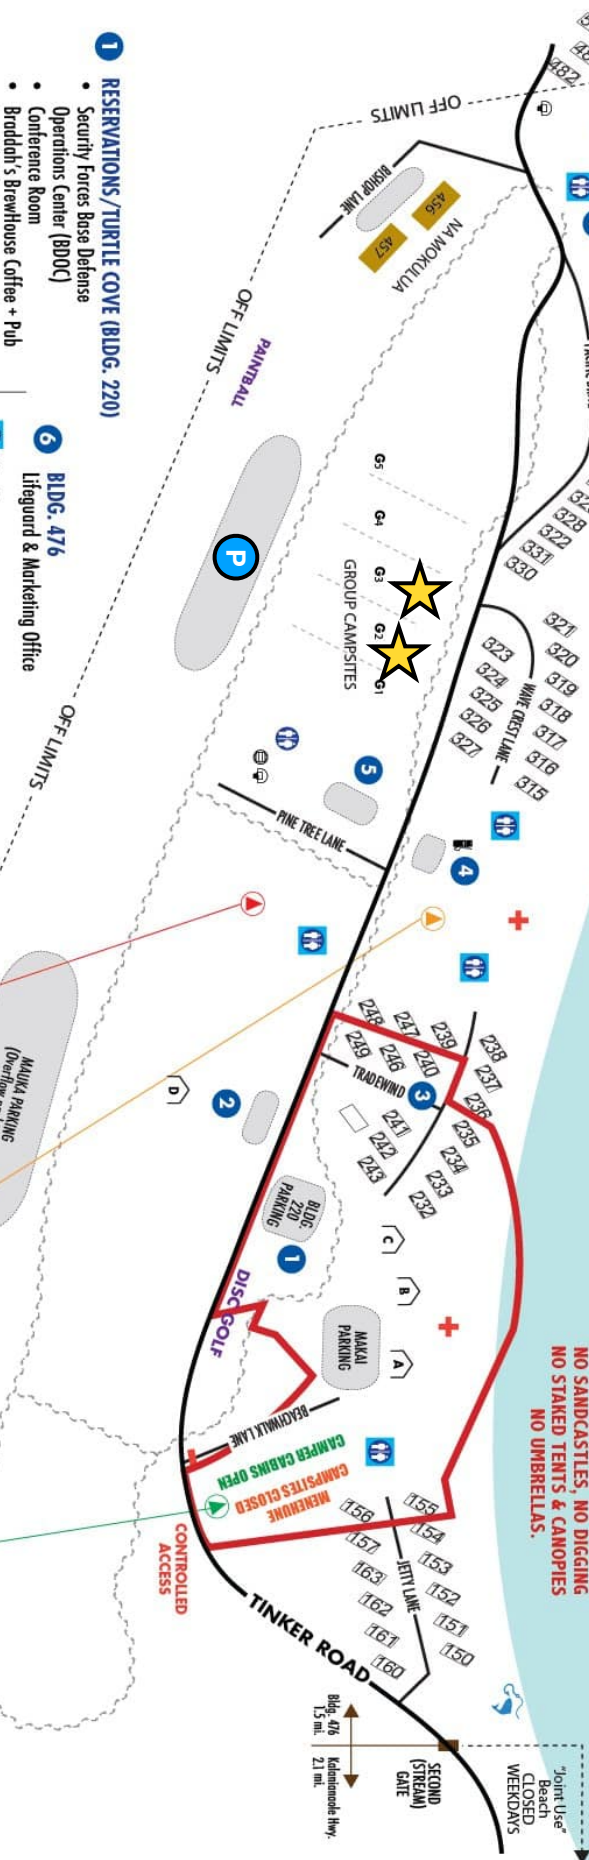 1 RESERVATIONS/TURTLE COVE (BLDG. 220)
• Security Forces Base Defense
Operations Center (BDOC)
• Conference Room
• Braddah's BrewHouse Coffee + Pub
6 BLDG. 476
Lifeguard & Marketing Office
482
OFF LIMITS
BISHOP LANE
456
457
NA MOKULUA
OFF LIMITS
PAINTBALL
P
G5
G4
G3
G2
G1
GROUP CAMPSITES
328
322
331
330
321
320
319
318
317
316
315
323
324
325
326
327
WAVE CREST LANE
OFF LIMITS
5
PINE TREE LANE
4
MAUKA PARKING
D
2
248
247
239
238
249
246
240
237
236
TRADEWIND
3
235
241
234
242
233
243
232
BLDG.
220
PARKING
1
C
B
A
MAKAI
PARKING
DISC GOLF
BEACHWALK LANE
CAMPER CABINS OPEN
MENEHUNE
CAMPSITES CLOSED
CONTROLLED
ACCESS
NO SANDCASTLES, NO DIGGING
NO STAKED TENTS & CANOPIES
NO UMBRELLAS.
155
154
153
152
151
150
156
157
163
162
161
160
JETTY LANE
TINKER ROAD
Bldg. 476
1.5 mi.
Kalanianaole Hwy.
2.1 mi.
SECOND
(STREAM)
GATE
"Joint Use"
Beach
CLOSED
WEEKDAYS